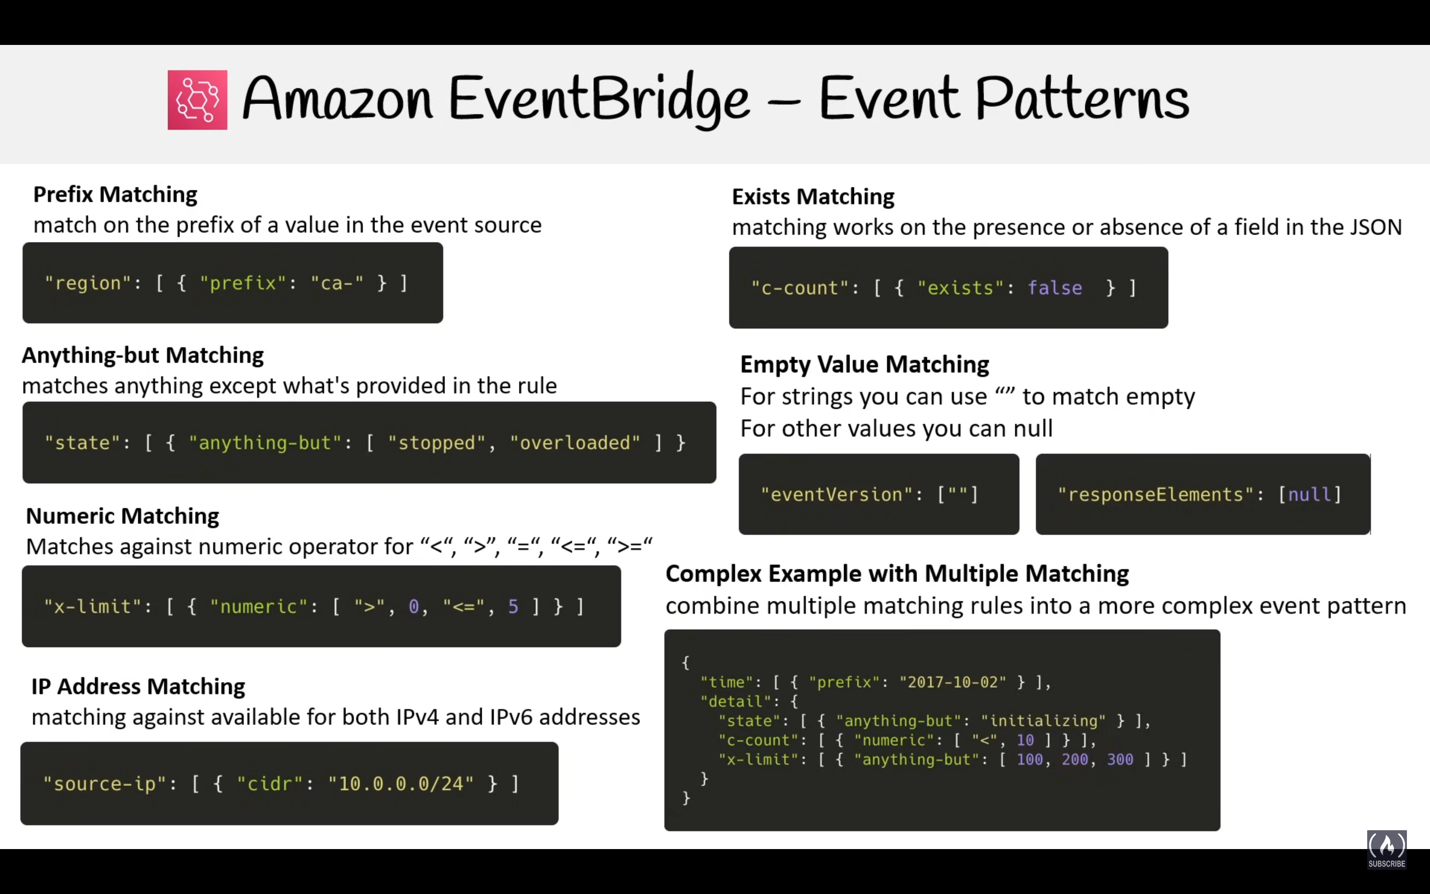 Amazon EventBridge – Event Patterns
Prefix Matching
match on the prefix of a value in the event source
"region": [ { "prefix": "ca-" } ]
Anything-but Matching
matches anything except what's provided in the rule
"state": [ { "anything-but": [ "stopped", "overloaded" ] }
Numeric Matching
Matches against numeric operator for “<“, “>”, “=“, “<=“, “>=“
"x-limit": [ { "numeric": [ ">", 0, "<=", 5 ] } ]
IP Address Matching
matching against available for both IPv4 and IPv6 addresses
"source-ip": [ { "cidr": "10.0.0.0/24" } ]
Exists Matching
matching works on the presence or absence of a field in the JSON
"c-count": [ { "exists": false  } ]
Empty Value Matching
For strings you can use “” to match empty
For other values you can null
"eventVersion": [""]
"responseElements": [null]
Complex Example with Multiple Matching
combine multiple matching rules into a more complex event pattern
{
  "time": [ { "prefix": "2017-10-02" } ],
  "detail": {
    "state": [ { "anything-but": "initializing" } ],
    "c-count": [ { "numeric": [ "<", 10 ] } ],
    "x-limit": [ { "anything-but": [ 100, 200, 300 ] } ]
  }
}
SUBSCRIBE